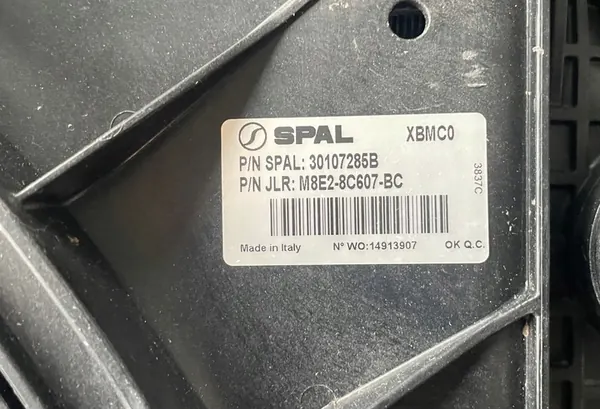 SPAL XBMC0
P/N SPAL: 30107285B
P/N JLR: M8E2-8C607-BC
3837C
Made in Italy N° WO:14913907 OK Q.C.